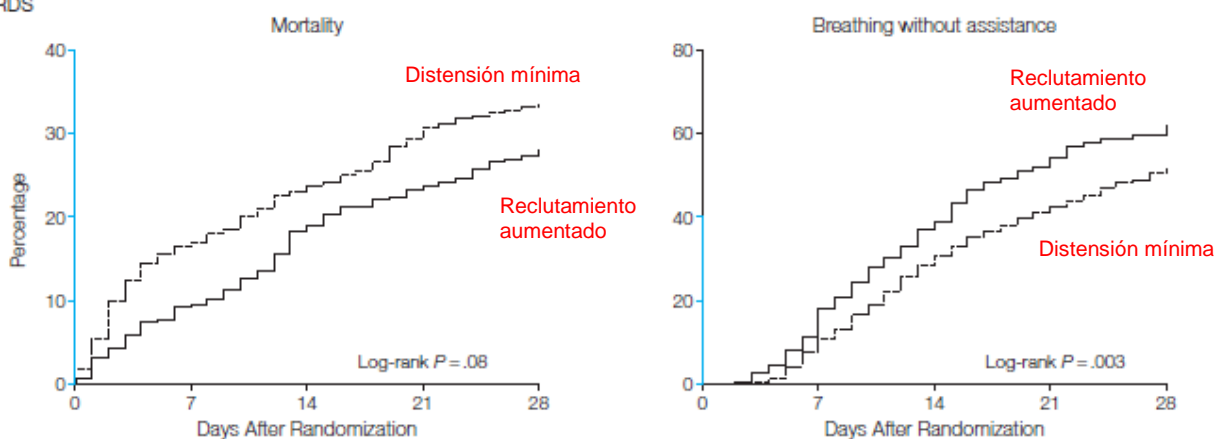 RDS
Mortality
40
30
20
10
0
Percentage
Distensión mínima
Reclutamiento
aumentado
Log-rank P = .08
0 7 14 21 28
Days After Randomization
Breathing without assistance
80
60
40
20
0
Reclutamiento
aumentado
Distensión mínima
Log-rank P = .003
0 7 14 21 28
Days After Randomization